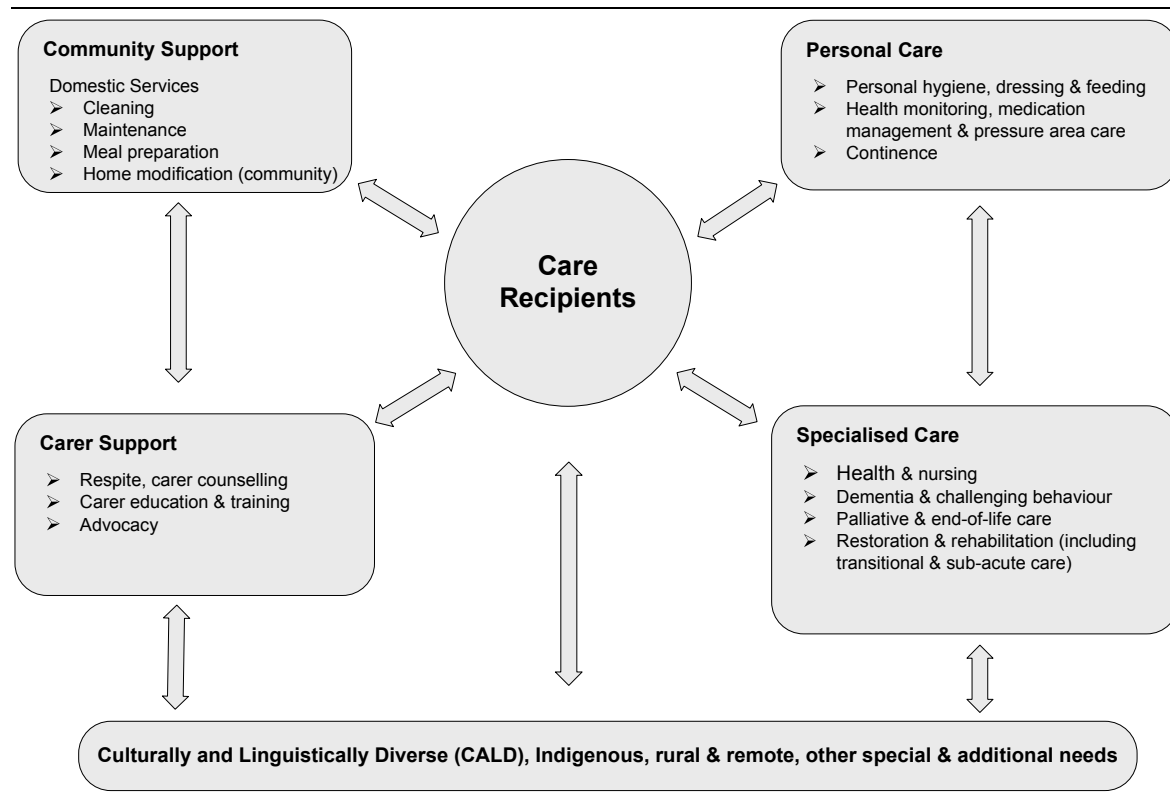 Community Support
Domestic Services
➢ Cleaning
➢ Maintenance
➢ Meal preparation
➢ Home modification (community)
Personal Care
➢ Personal hygiene, dressing & feeding
➢ Health monitoring, medication
management & pressure area care
➢ Continence
Care
Recipients
Carer Support
➢ Respite, carer counselling
➢ Carer education & training
➢ Advocacy
Specialised Care
➢ Health & nursing
➢ Dementia & challenging behaviour
➢ Palliative & end-of-life care
➢ Restoration & rehabilitation (including
transitional & sub-acute care)
Culturally and Linguistically Diverse (CALD), Indigenous, rural & remote, other special & additional needs